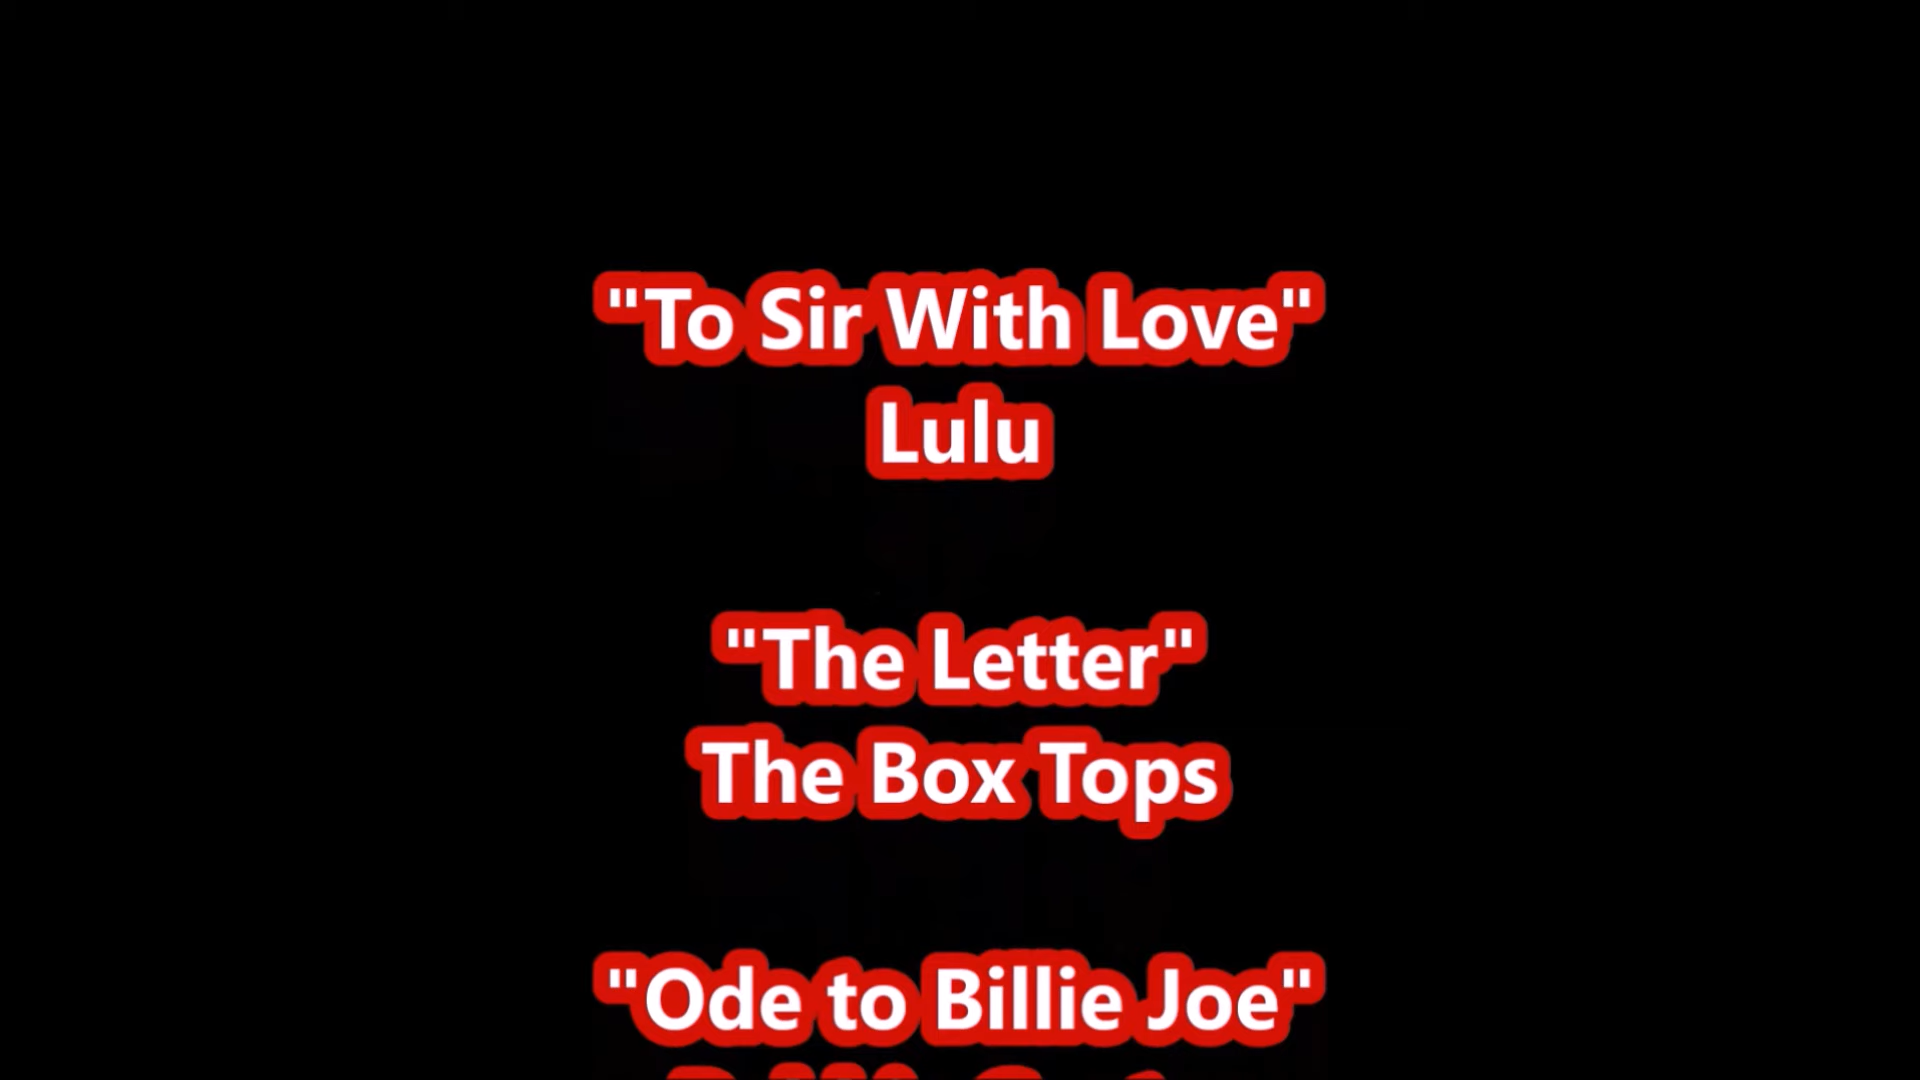 "To Sir With Love"
Lulu
"The Letter"
The Box Tops
"Ode to Billie Joe"